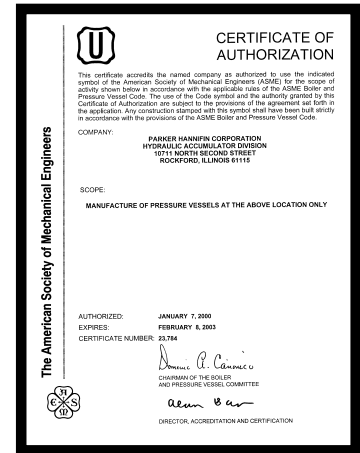 U
CERTIFICATE OF
AUTHORIZATION
This certificate accredits the named company as authorized to use the indicated
symbol of the American Society of Mechanical Engineers (ASME) for the scope of
activity shown below in accordance with the applicable rules of the ASME Boiler and
Pressure Vessel Code. The use of the Code symbol and the authority granted by this
Certificate of Authorization are subject to the provisions of the agreement set forth in
the application. Any construction stamped with this symbol shall have been built strictly
in accordance with the provisions of the ASME Boiler and Pressure Vessel Code.
COMPANY:
PARKER HANNIFIN CORPORATION
HYDRAULIC ACCUMULATOR DIVISION
10711 NORTH SECOND STREET
ROCKFORD, ILLINOIS 61115
SCOPE:
MANUFACTURE OF PRESSURE VESSELS AT THE ABOVE LOCATION ONLY
AUTHORIZED: JANUARY 7, 2000
EXPIRES: FEBRUARY 8, 2003
CERTIFICATE NUMBER: 23,784
Domenic A. Canonico
CHAIRMAN OF THE BOILER
AND PRESSURE VESSEL COMMITTEE
DIRECTOR, ACCREDITATION AND CERTIFICATION
The American Society of Mechanical Engineers
A
S
M
E